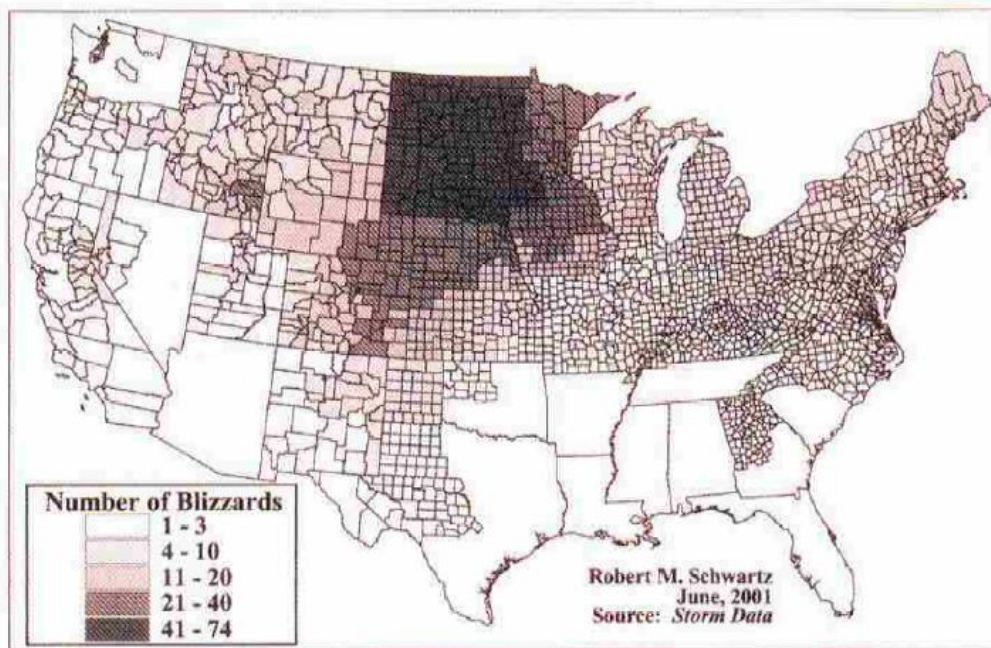 Number of Blizzards
1 - 3
4 - 10
11 - 20
21 - 40
41 - 74
Robert M. Schwartz
June, 2001
Source: Storm Data